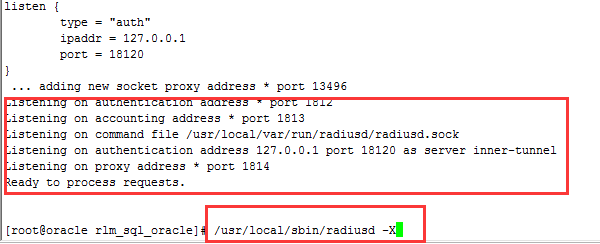 listen {
type = "auth"
ipaddr = 127.0.0.1
port = 18120
}
... adding new socket proxy address * port 13496
Listening on authentication address * port 1812
Listening on accounting address * port 1813
Listening on command file /usr/local/var/run/radiusd/radiusd.sock
Listening on authentication address 127.0.0.1 port 18120 as server inner-tunnel
Listening on proxy address * port 1814
Ready to process requests.
[root@oracle rlm_sql_oracle]# /usr/local/sbin/radiusd -X